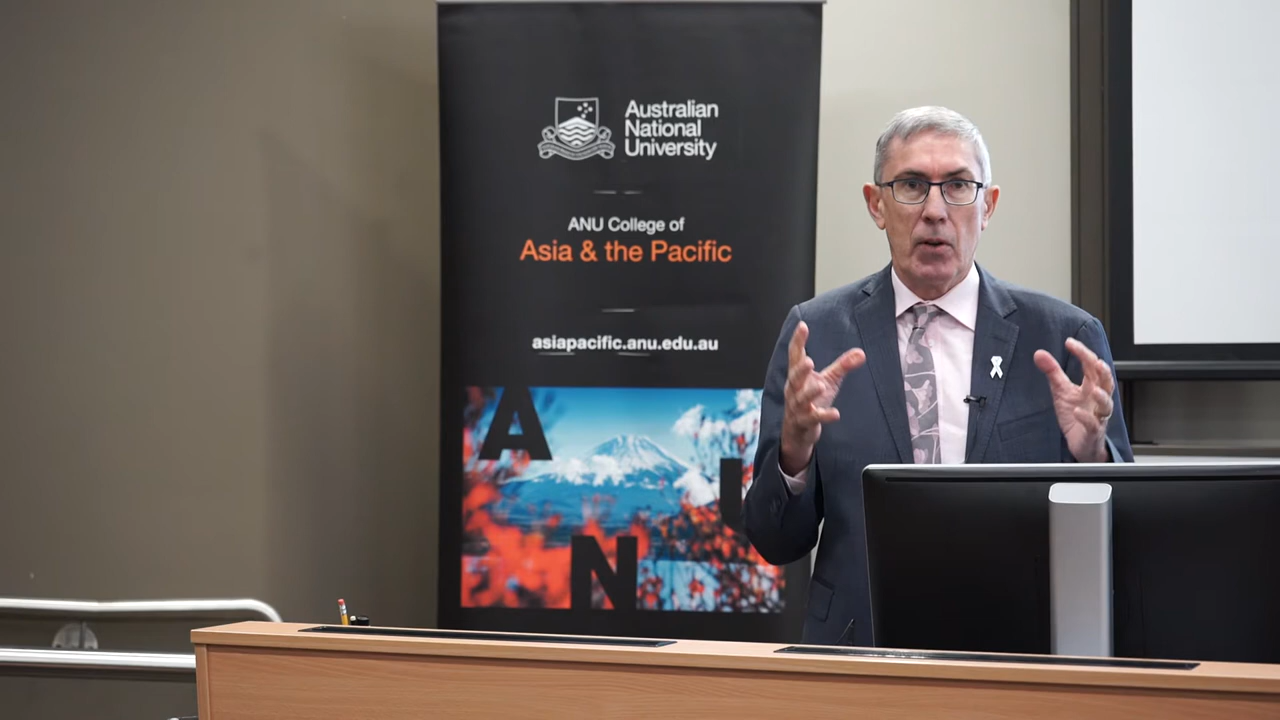 Australian
National
University
ANU College of
Asia & the Pacific
asiapacific.anu.edu.au
A
U
N